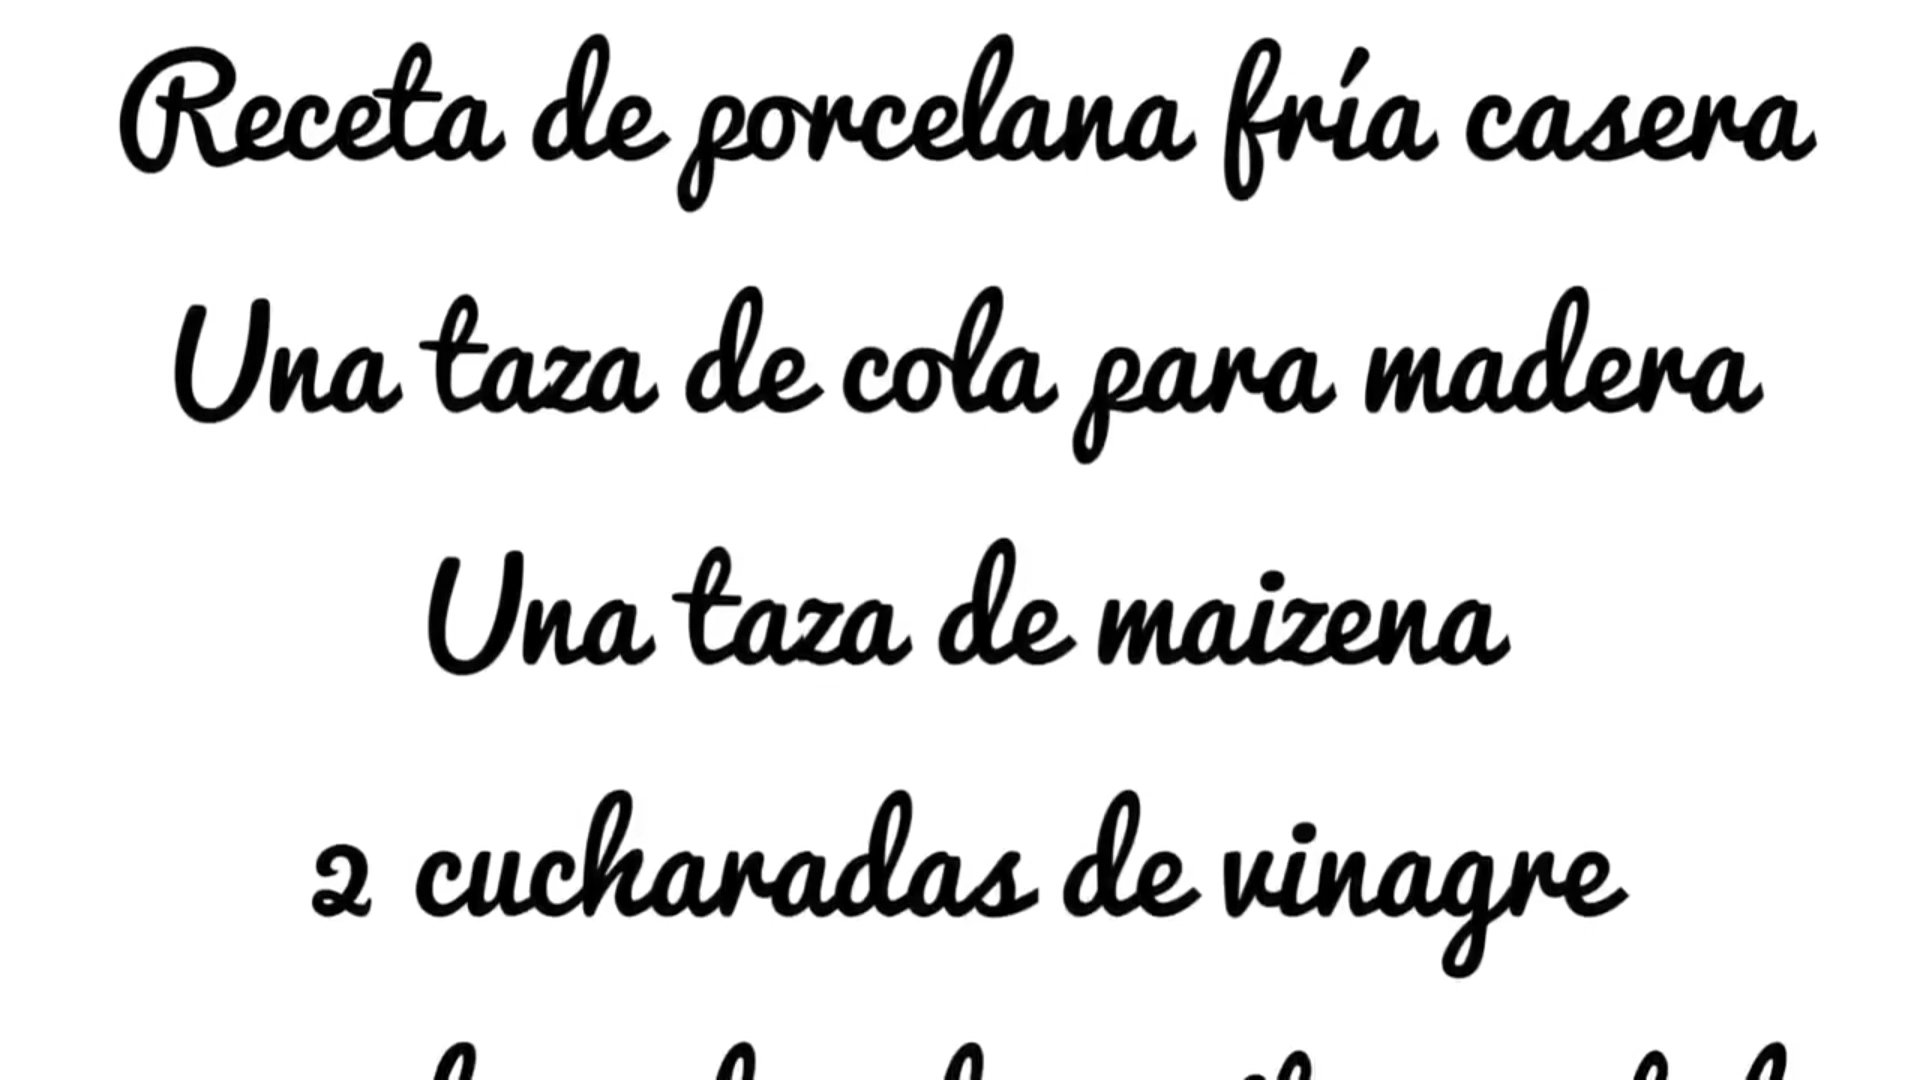 Receta de porcelana fría casera
Una taza de cola para madera
Una taza de maizena
2 cucharadas de vinagre